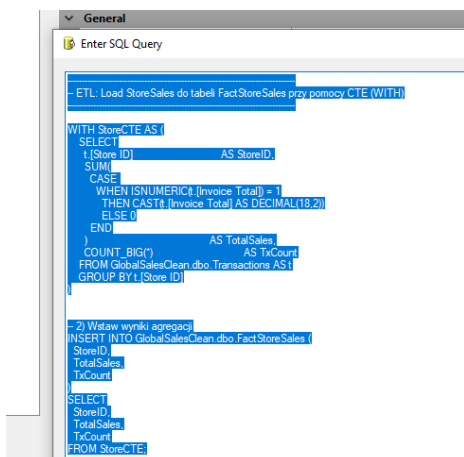 General
Enter SQL Query
--------------------------------------------------------------
-- ETL: Load StoreSales do tabeli FactStoreSales przy pomocy CTE (WITH)
--------------------------------------------------------------
WITH StoreCTE AS (
SELECT
t.[Store ID] AS StoreID,
SUM(
CASE
WHEN ISNUMERIC(t.[Invoice Total]) = 1
THEN CAST(t.[Invoice Total] AS DECIMAL(18,2))
ELSE 0
END
) AS TotalSales,
COUNT_BIG(*) AS TxCount
FROM GlobalSalesClean.dbo.Transactions AS t
GROUP BY t.[Store ID]
)
-- 2) Wstaw wyniki agregacji
INSERT INTO GlobalSalesClean.dbo.FactStoreSales (
StoreID,
TotalSales,
TxCount
)
SELECT
StoreID,
TotalSales,
TxCount
FROM StoreCTE;